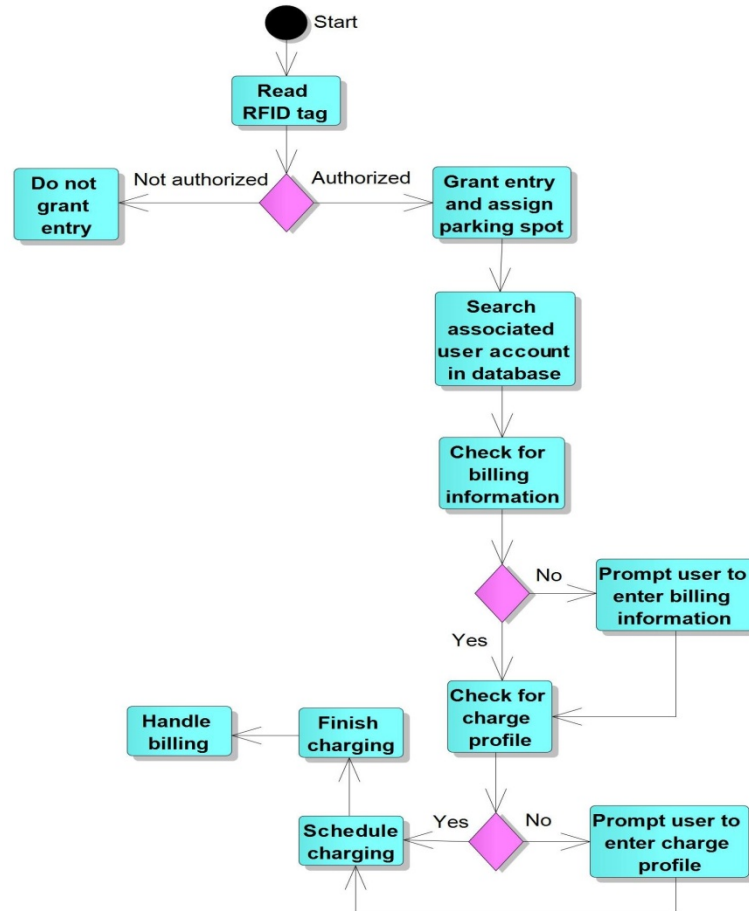 Start
Read
RFID tag
Not authorized
Authorized
Do not
grant
entry
Grant entry
and assign
parking spot
Search
associated
user account
in database
Check for
billing
information
No
Prompt user to
enter billing
information
Yes
Check for
charge
profile
Handle
billing
Finish
charging
Schedule
charging
Yes
No
Prompt user to
enter charge
profile